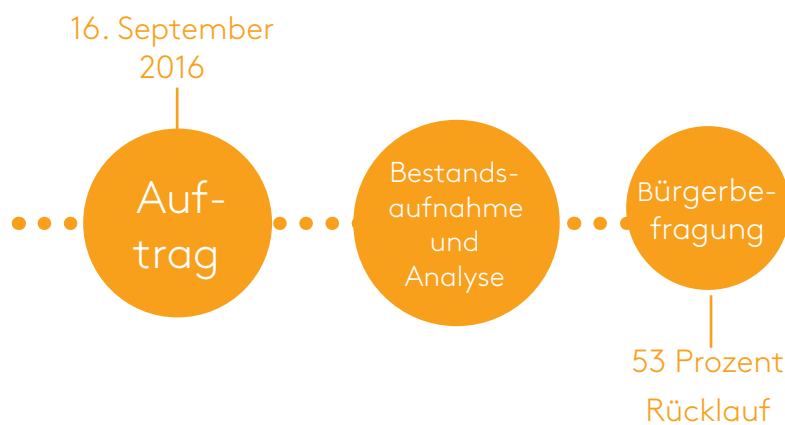 16. September
2016
Auf-
trag
Bestands-
aufnahme
und
Analyse
Bürgerbe-
fragung
53 Prozent
Rücklauf